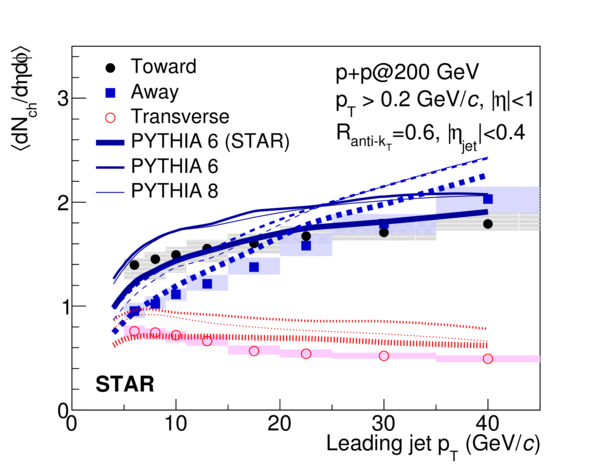 ⟨dN_ch/dηdϕ⟩
Toward
Away
Transverse
PYTHIA 6 (STAR)
PYTHIA 6
PYTHIA 8
p+p@200 GeV
p_T > 0.2 GeV/c, |η|<1
R_anti-k_T=0.6, |η_jet|<0.4
3
2
1
0
STAR
0 10 20 30 40
Leading jet p_T (GeV/c)